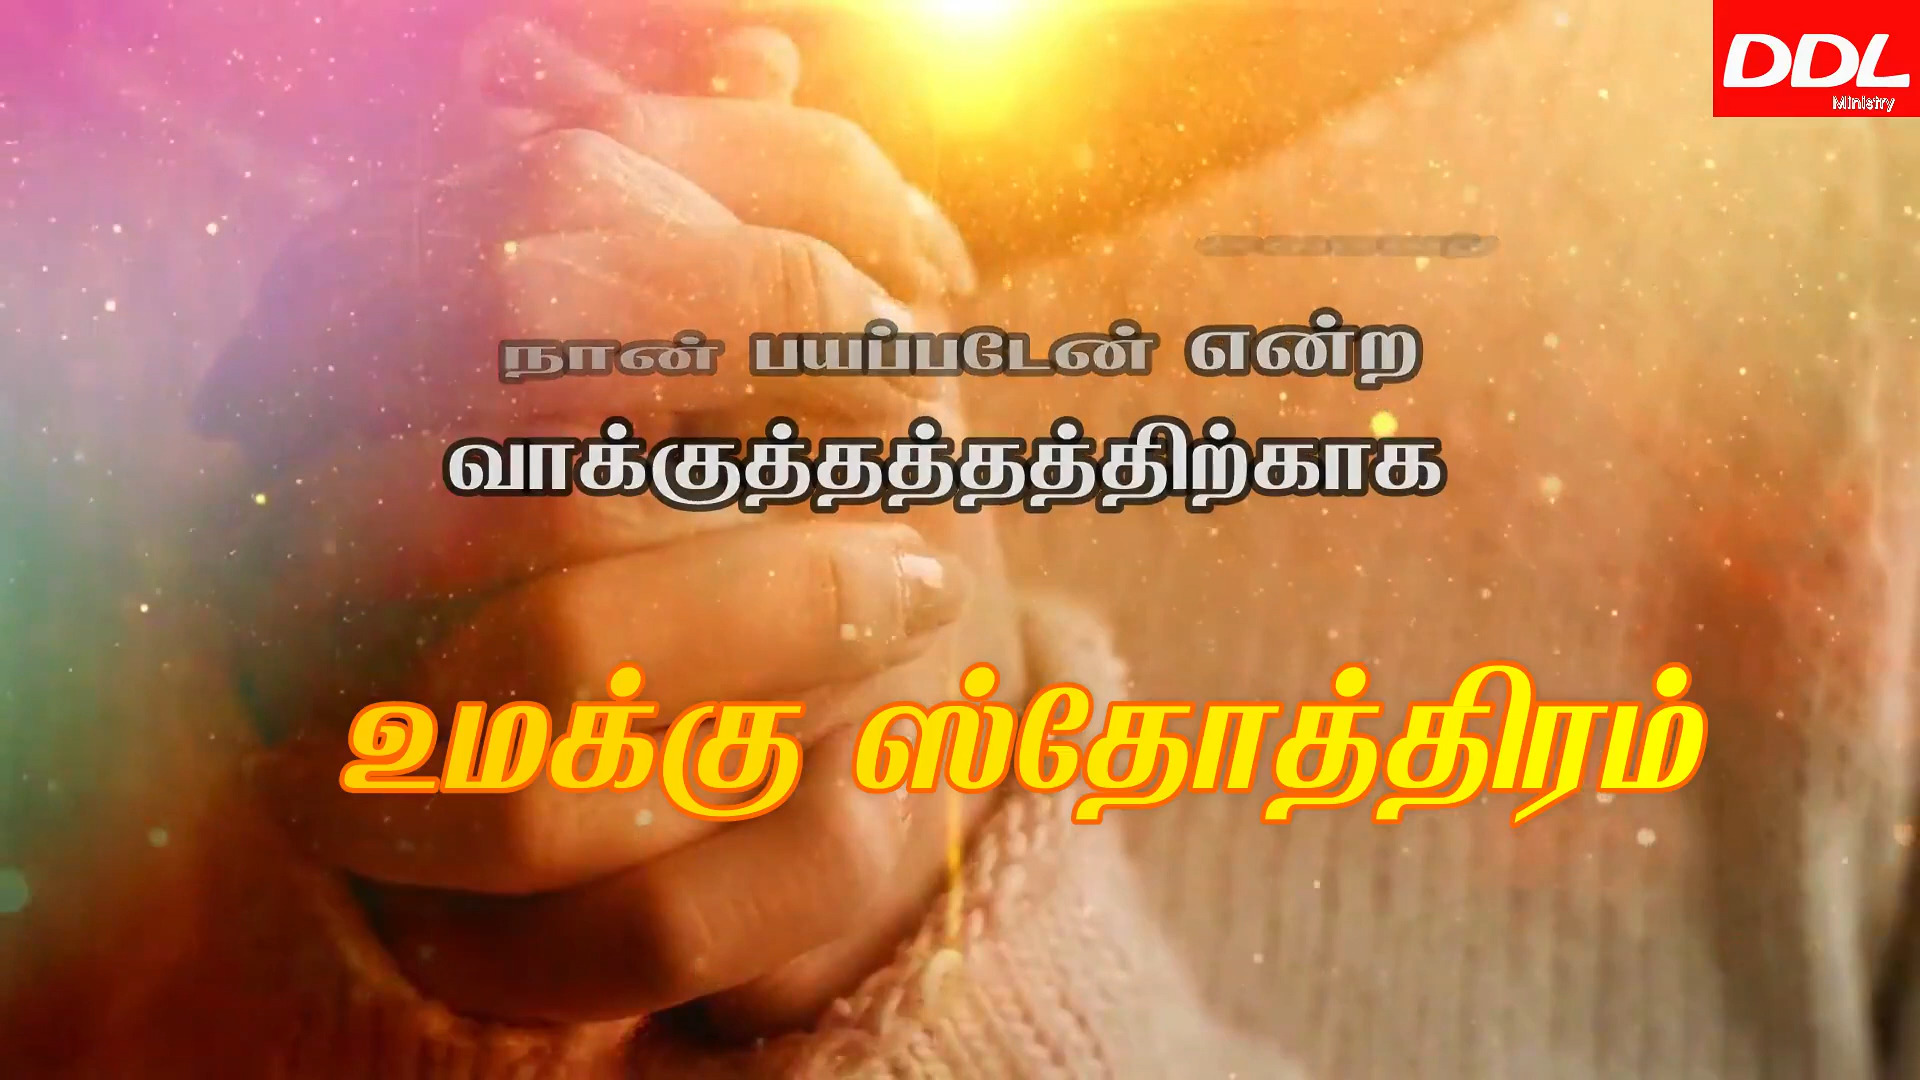 DDL
Ministry
நான் பயப்படேன் என்ற
வாக்குத்தத்தத்திற்காக
உமக்கு ஸ்தோத்திரம்